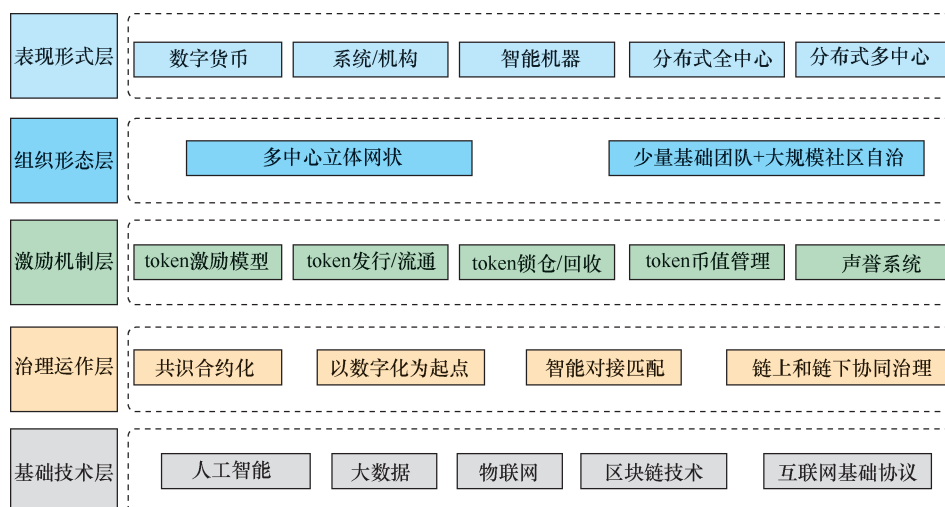 表现形式层
数字货币
系统/机构
智能机器
分布式全中心
分布式多中心
组织形态层
多中心立体网状
少量基础团队+大规模社区自治
激励机制层
token激励模型
token发行/流通
token锁仓/回收
token币值管理
声誉系统
治理运作层
共识合约化
以数字化为起点
智能对接匹配
链上和链下协同治理
基础技术层
人工智能
大数据
物联网
区块链技术
互联网基础协议